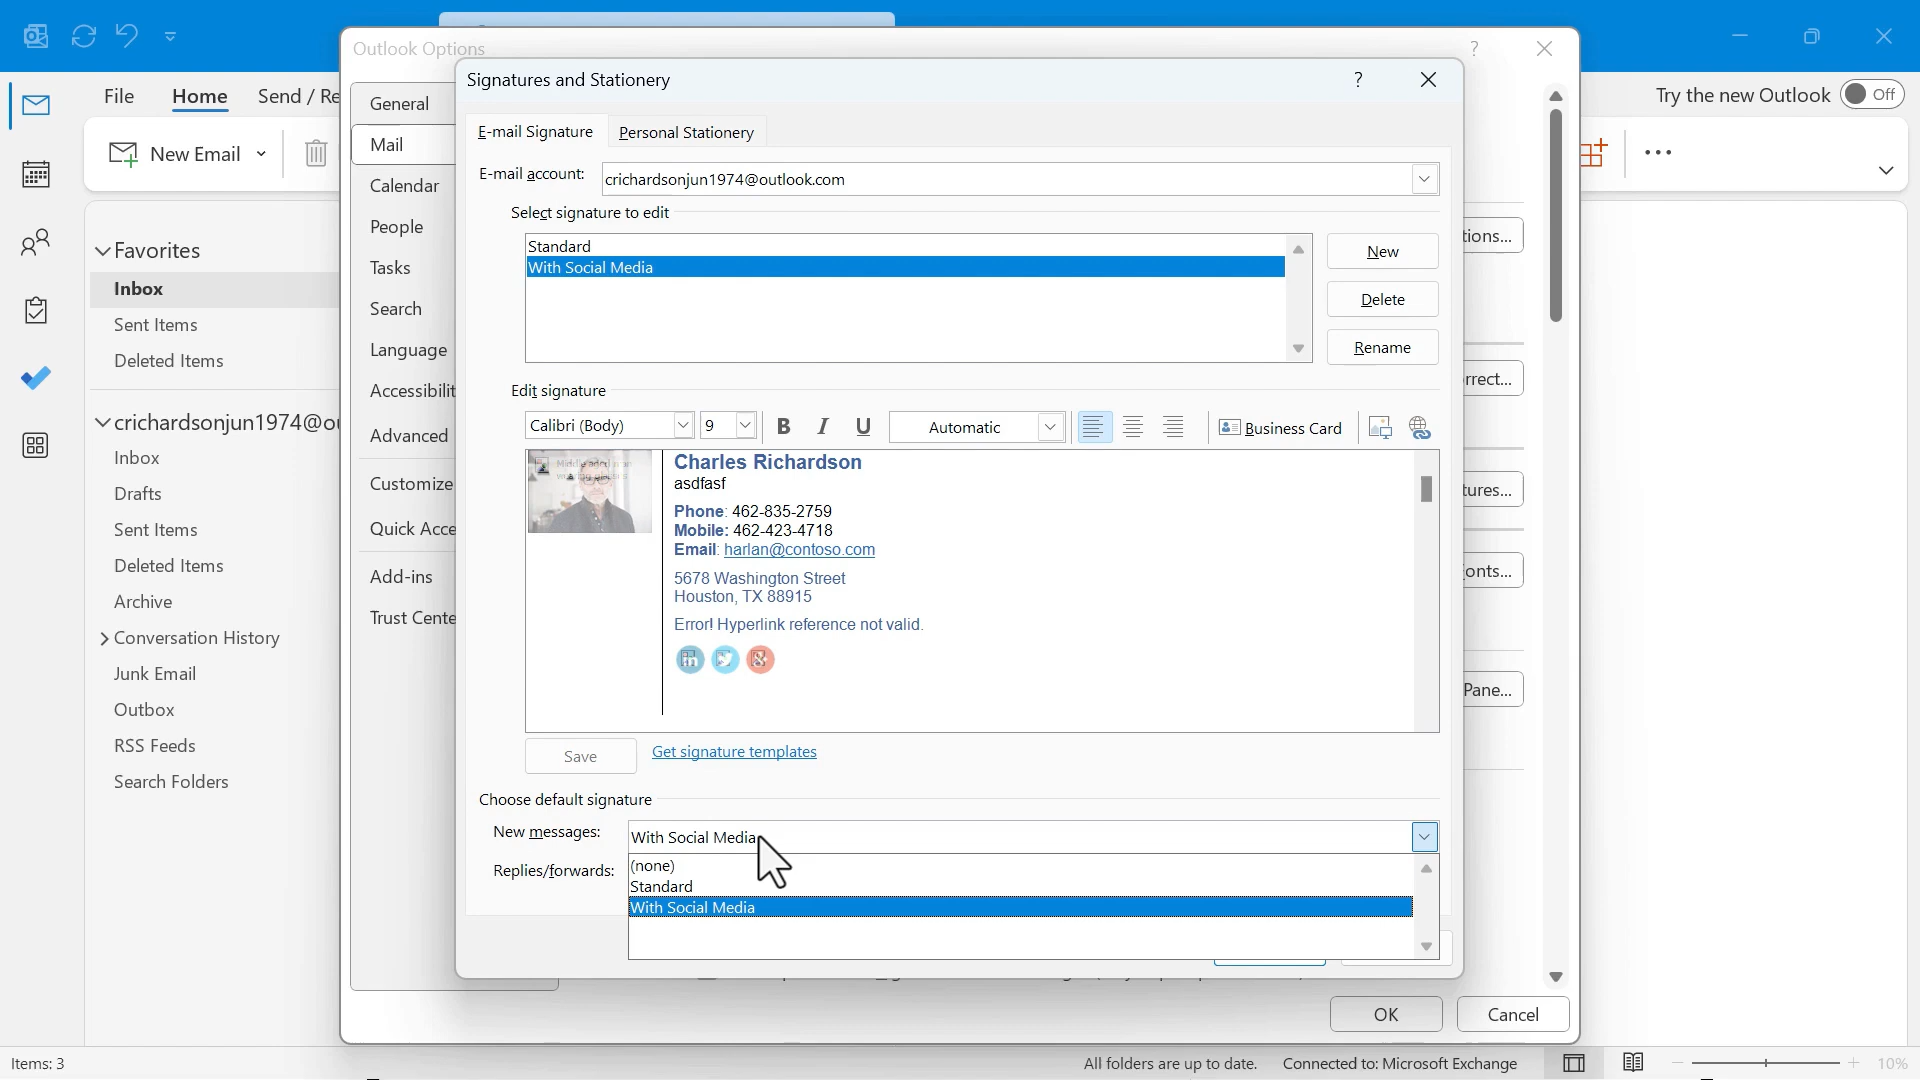 Outlook Options
?
Signatures and Stationery
?
File
Home
Send / Re
Try the new Outlook
Off
General
E-mail Signature
Personal Stationery
New Email
Mail
E-mail account:
crichardsonjun1974@outlook.com
Calendar
Select signature to edit
People
Standard
With Social Media
New
tions...
Favorites
Tasks
Delete
Inbox
Search
Rename
Sent Items
Language
Deleted Items
Accessibilit
Edit signature
rrect...
crichardsonjun1974@ou
Advanced
Calibri (Body)
9
B
I
U
Automatic
Business Card
Inbox
Charles Richardson
asdfasf
Customize
tures...
Drafts
Phone: 462-835-2759
Quick Acce
Mobile: 462-423-4718
Sent Items
Email: harlan@contoso.com
Deleted Items
Add-ins
5678 Washington Street
Fonts...
Archive
Houston, TX 88915
Trust Cente
Error! Hyperlink reference not valid.
Conversation History
Junk Email
Pane...
Outbox
RSS Feeds
Save
Get signature templates
Search Folders
Choose default signature
New messages:
With Social Media
Replies/forwards:
(none)
Standard
With Social Media
OK
Cancel
Items: 3
All folders are up to date.
Connected to: Microsoft Exchange
10%